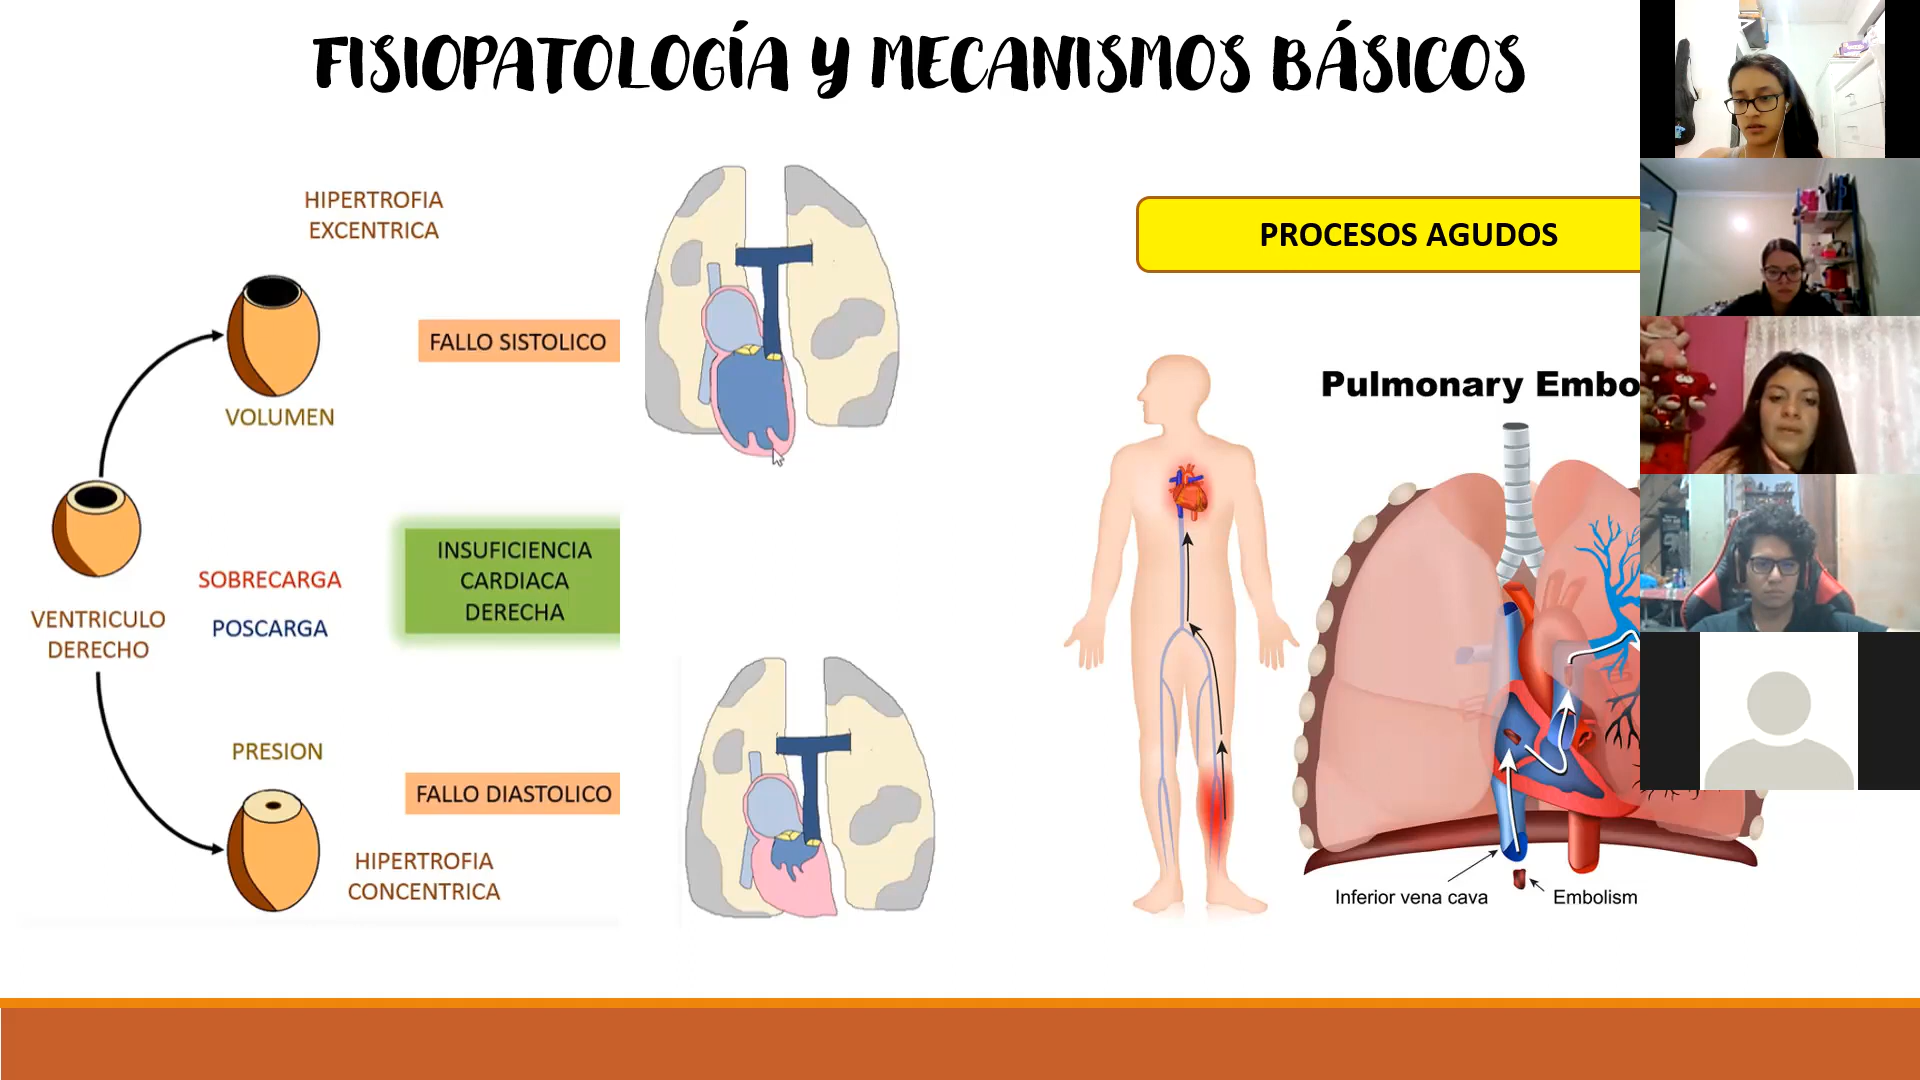 FISIOPATOLOGÍA Y MECANISMOS BÁSICOS
HIPERTROFIA
EXCENTRICA
FALLO SISTOLICO
VOLUMEN
INSUFICIENCIA
CARDIACA
DERECHA
SOBRECARGA
POSCARGA
VENTRICULO
DERECHO
PRESION
FALLO DIASTOLICO
HIPERTROFIA
CONCENTRICA
PROCESOS AGUDOS
Pulmonary Embo
Inferior vena cava
Embolism